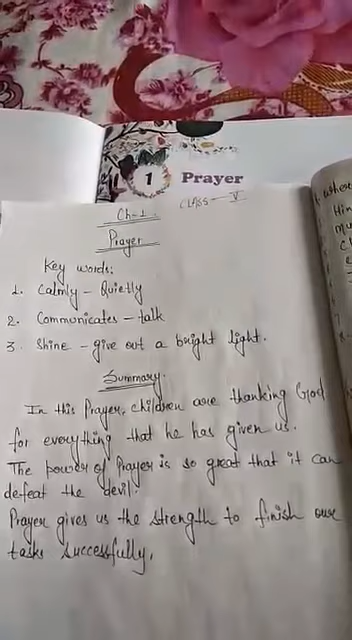 1 Prayer
CLASS — V
Ch-1.
Prayer
Key words:
1. Calmly – Quietly
2. Communicates – talk
3. Shine – give out a bright light.
Summary.
In this Prayer, children are thanking God
for everything that he has given us.
The power of Prayer is so great that it can
defeat the devil.
Prayer gives us the strength to finish our
tasks successfully.